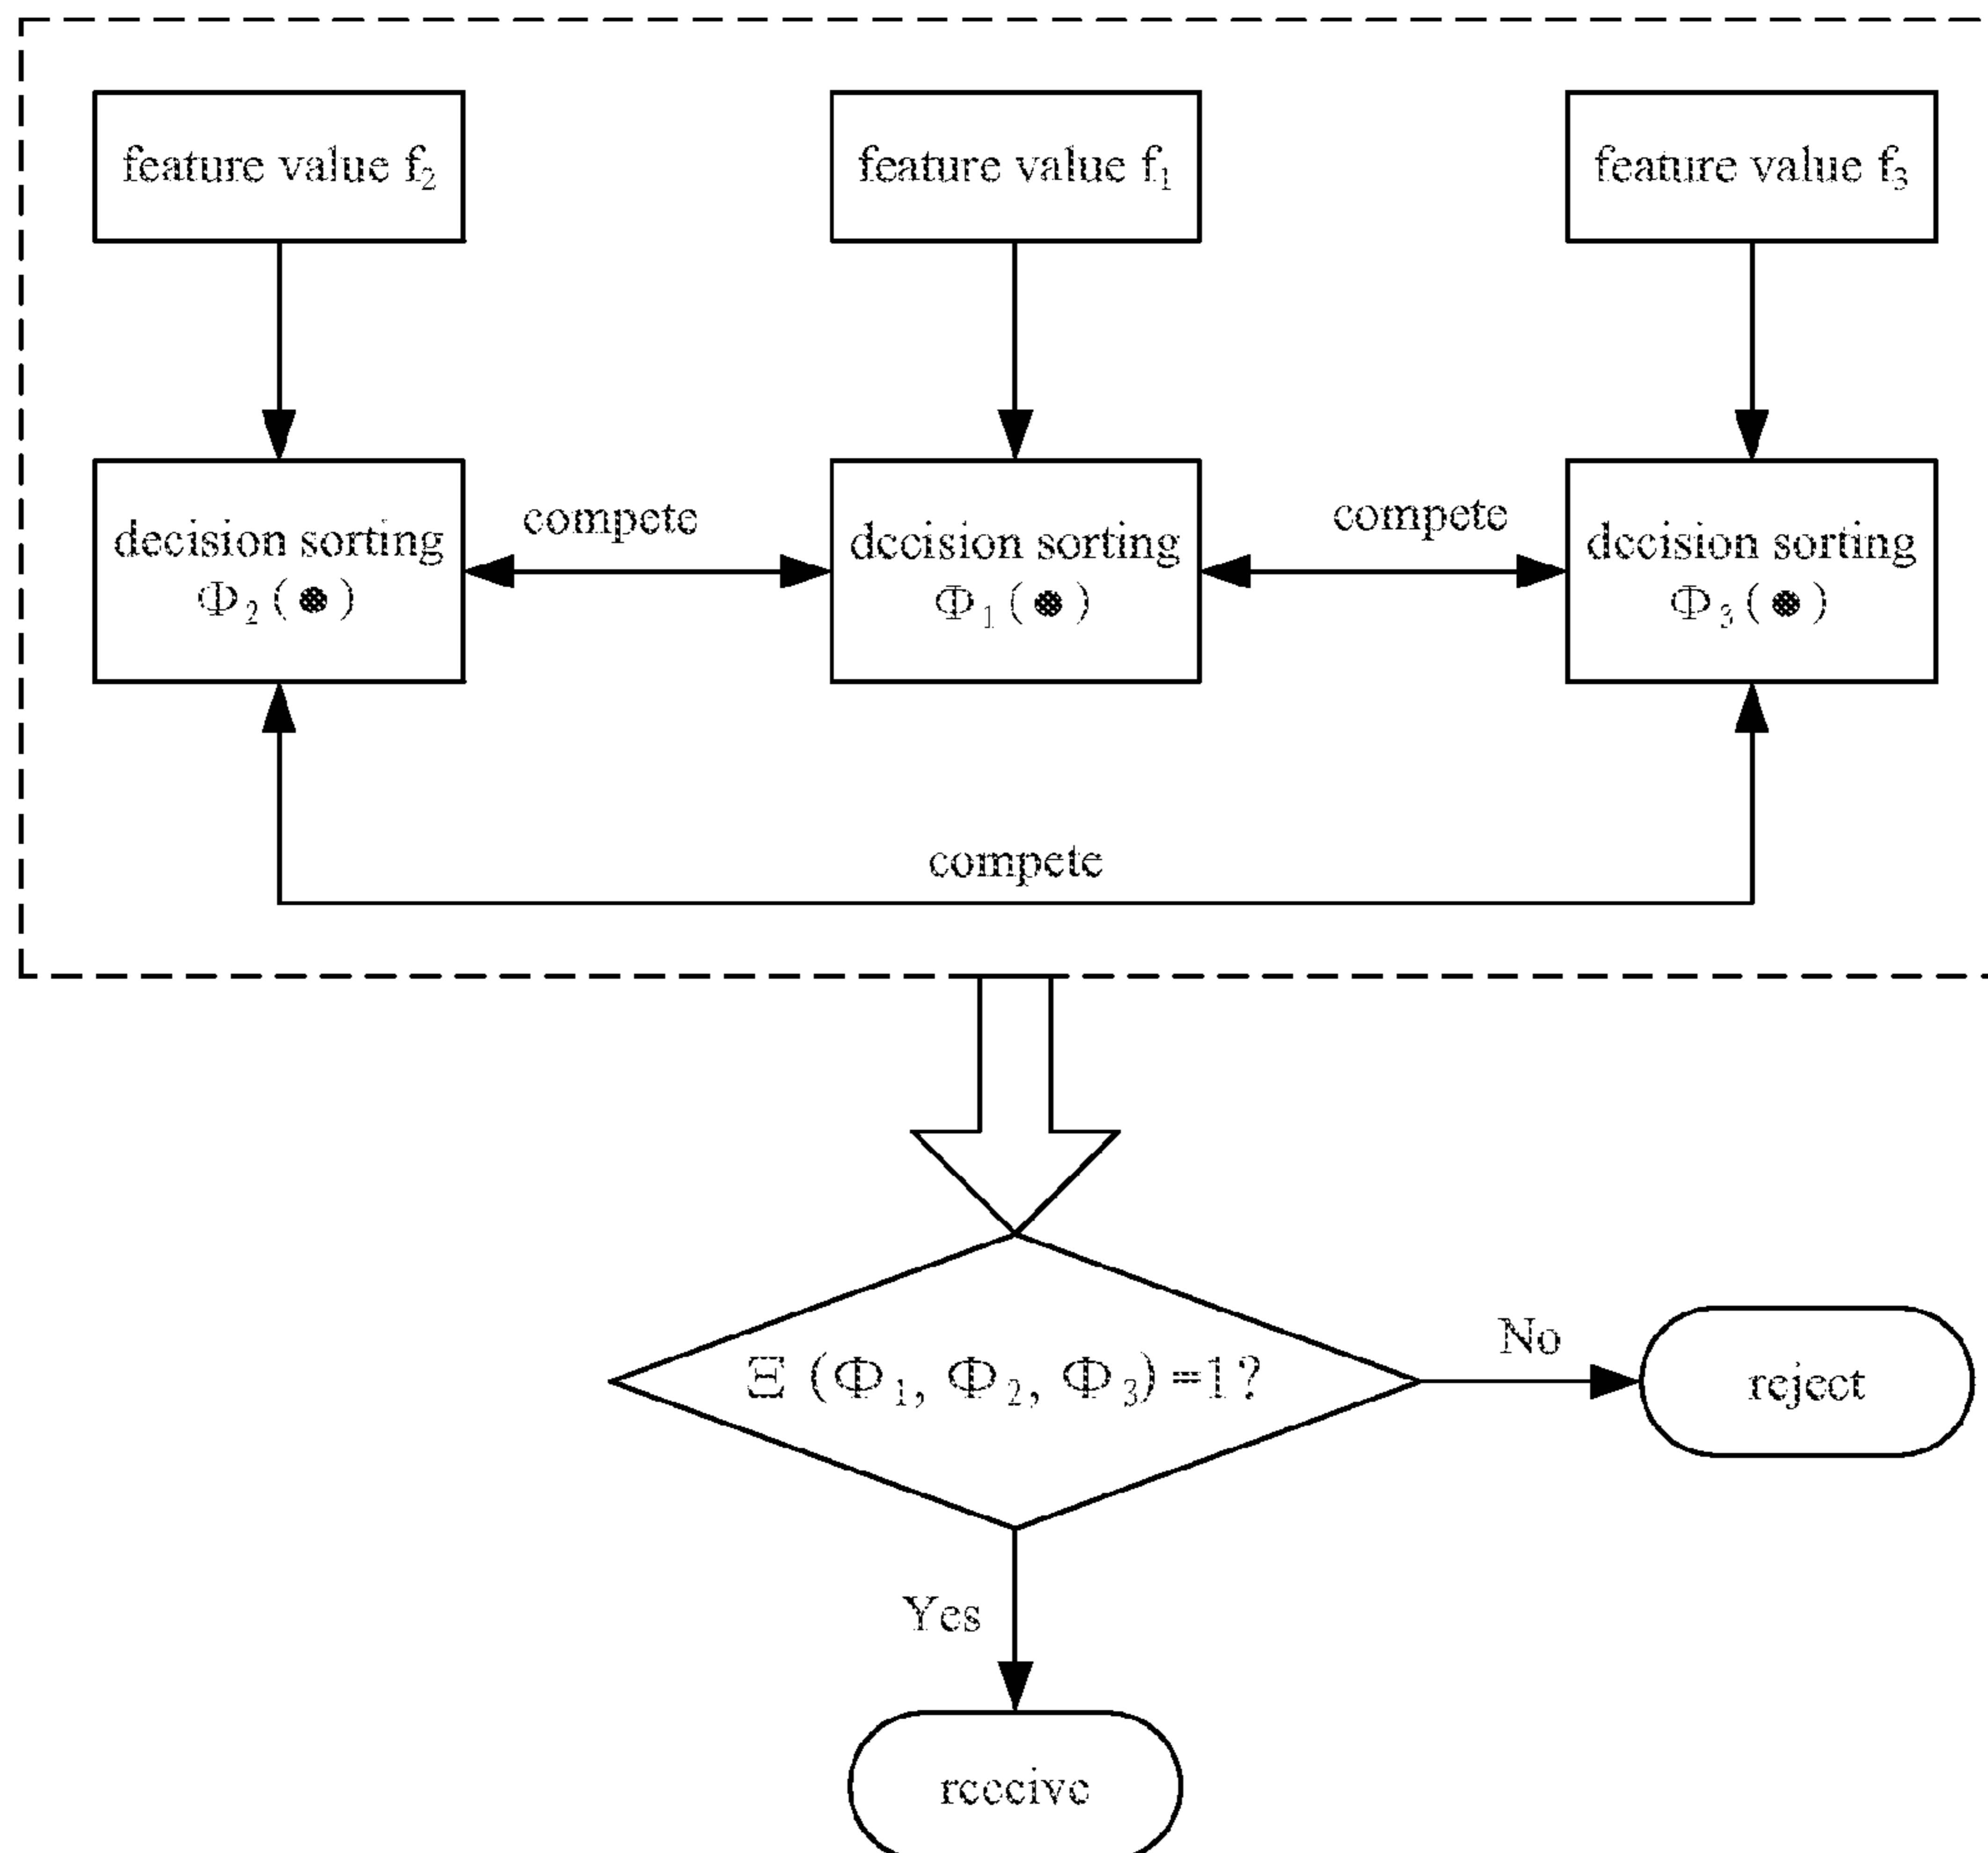 feature value f₂
feature value f₁
feature value f₃
decision sorting
Φ₂(●)
compete
decision sorting
Φ₁(●)
compete
decision sorting
Φ₃(●)
compete
Ξ(Φ₁, Φ₂, Φ₃)=1?
No
reject
Yes
receive